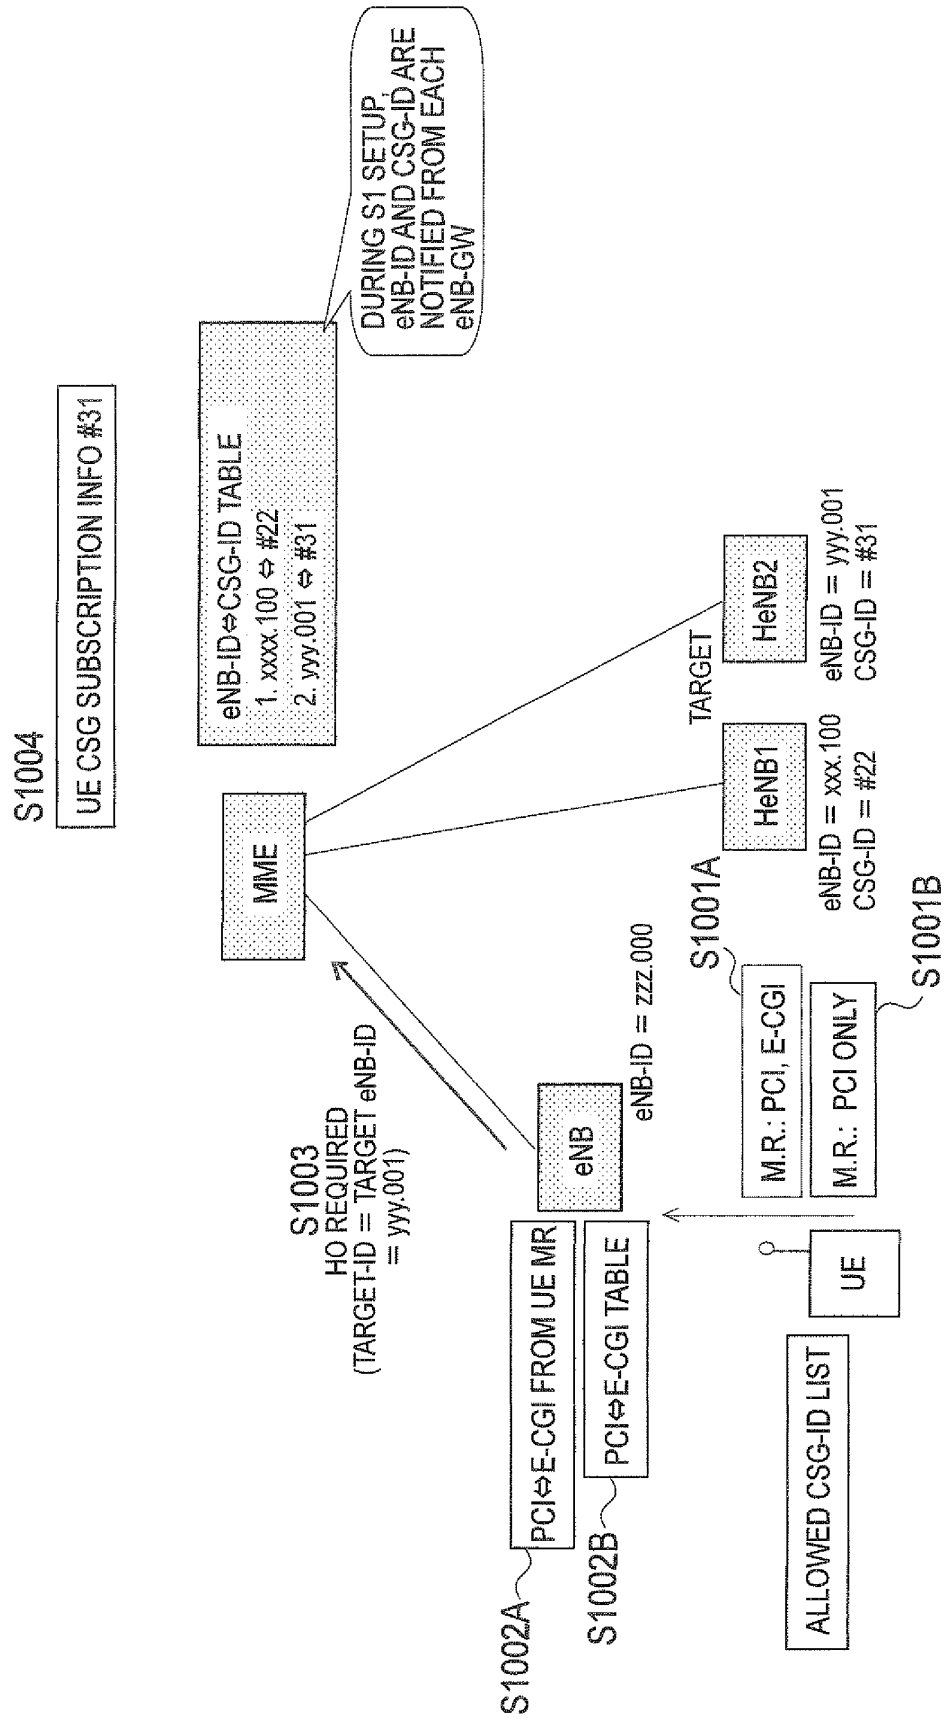 S1004
UE CSG SUBSCRIPTION INFO #31
MME
eNB-ID⇔CSG-ID TABLE
1. xxxx.100 ⇔ #22
2. yyy.001 ⇔ #31
DURING S1 SETUP,
eNB-ID AND CSG-ID ARE
NOTIFIED FROM EACH
eNB-GW
S1003
HO REQUIRED
(TARGET-ID = TARGET eNB-ID
= yyy.001)
S1002A
PCI⇔E-CGI FROM UE MR
S1002B
PCI⇔E-CGI TABLE
eNB
eNB-ID = zzz.000
S1001A
M.R.: PCI, E-CGI
M.R.: PCI ONLY
S1001B
TARGET
HeNB1
eNB-ID = xxx.100
CSG-ID = #22
HeNB2
eNB-ID = yyy.001
CSG-ID = #31
ALLOWED CSG-ID LIST
UE